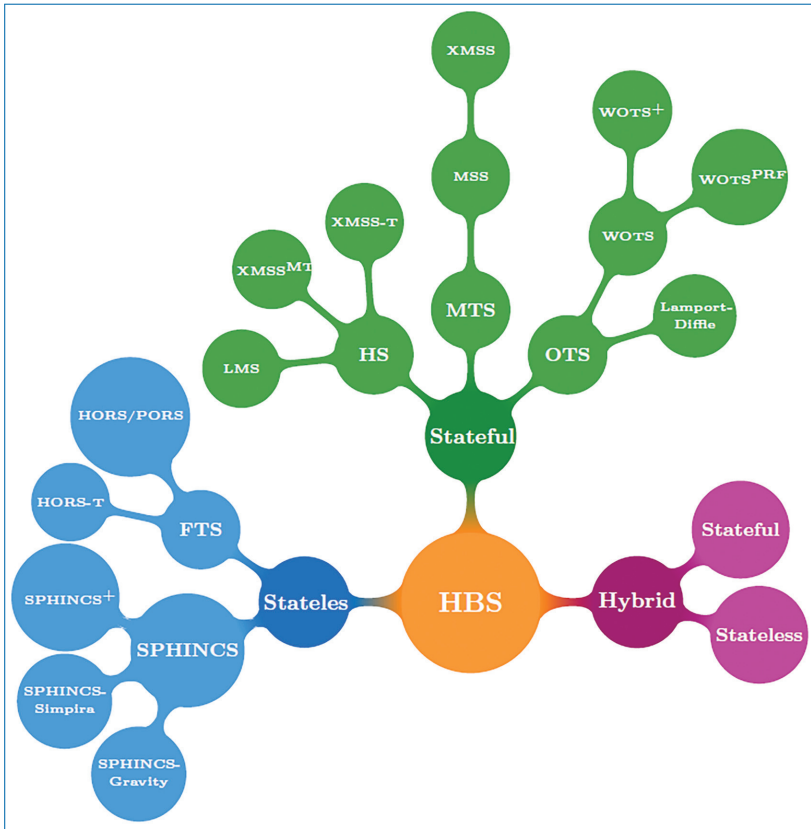 XMSS
WOTS+
MSS
WOTSPRF
XMSS-T
WOTS
XMSSMT
MTS
Lamport-
Diffie
HS
OTS
LMS
HORS/PORS
Stateful
HORS-T
FTS
Stateful
SPHINCS+
Stateles
HBS
Hybrid
Stateless
SPHINCS
SPHINCS-
Simpira
SPHINCS-
Gravity